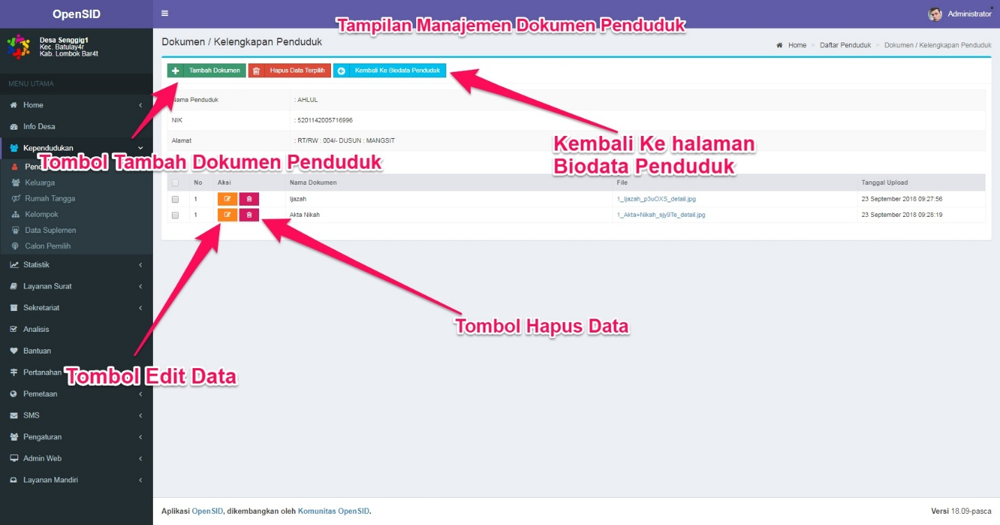 OpenSID
Administrator
Tampilan Manajemen Dokumen Penduduk
Desa Senggig1
Kec. Batulay4r
Kab. Lombok Bar4t
Dokumen / Kelengkapan Penduduk
Home > Daftar Penduduk > Dokumen / Kelengkapan Penduduk
Tambah Dokumen
Hapus Data Terpilih
Kembali Ke Biodata Penduduk
MENU UTAMA
Home
Info Desa
Kependudukan
Keluarga
Rumah Tangga
Kelompok
Data Suplemen
Calon Pemilih
Statistik
Layanan Surat
Sekretariat
Analisis
Bantuan
Pertanahan
Pemetaan
SMS
Pengaturan
Admin Web
Layanan Mandiri
Nama Penduduk : AHLUL
NIK : 5201142005716996
Alamat : RT/RW : 004/- DUSUN : MANGSIT
Tombol Tambah Dokumen Penduduk
Kembali Ke halaman
Biodata Penduduk
No Aksi Nama Dokumen File Tanggal Upload
1 Ijazah 1_Ijazah_p3uOXS_detail.jpg 23 September 2018 09:27:56
1 Akta Nikah 1_Akta+Nikah_sjy9Te_detail.jpg 23 September 2018 09:28:19
Tombol Hapus Data
Tombol Edit Data
Aplikasi OpenSID, dikembangkan oleh Komunitas OpenSID.
Versi 18.09-pasca